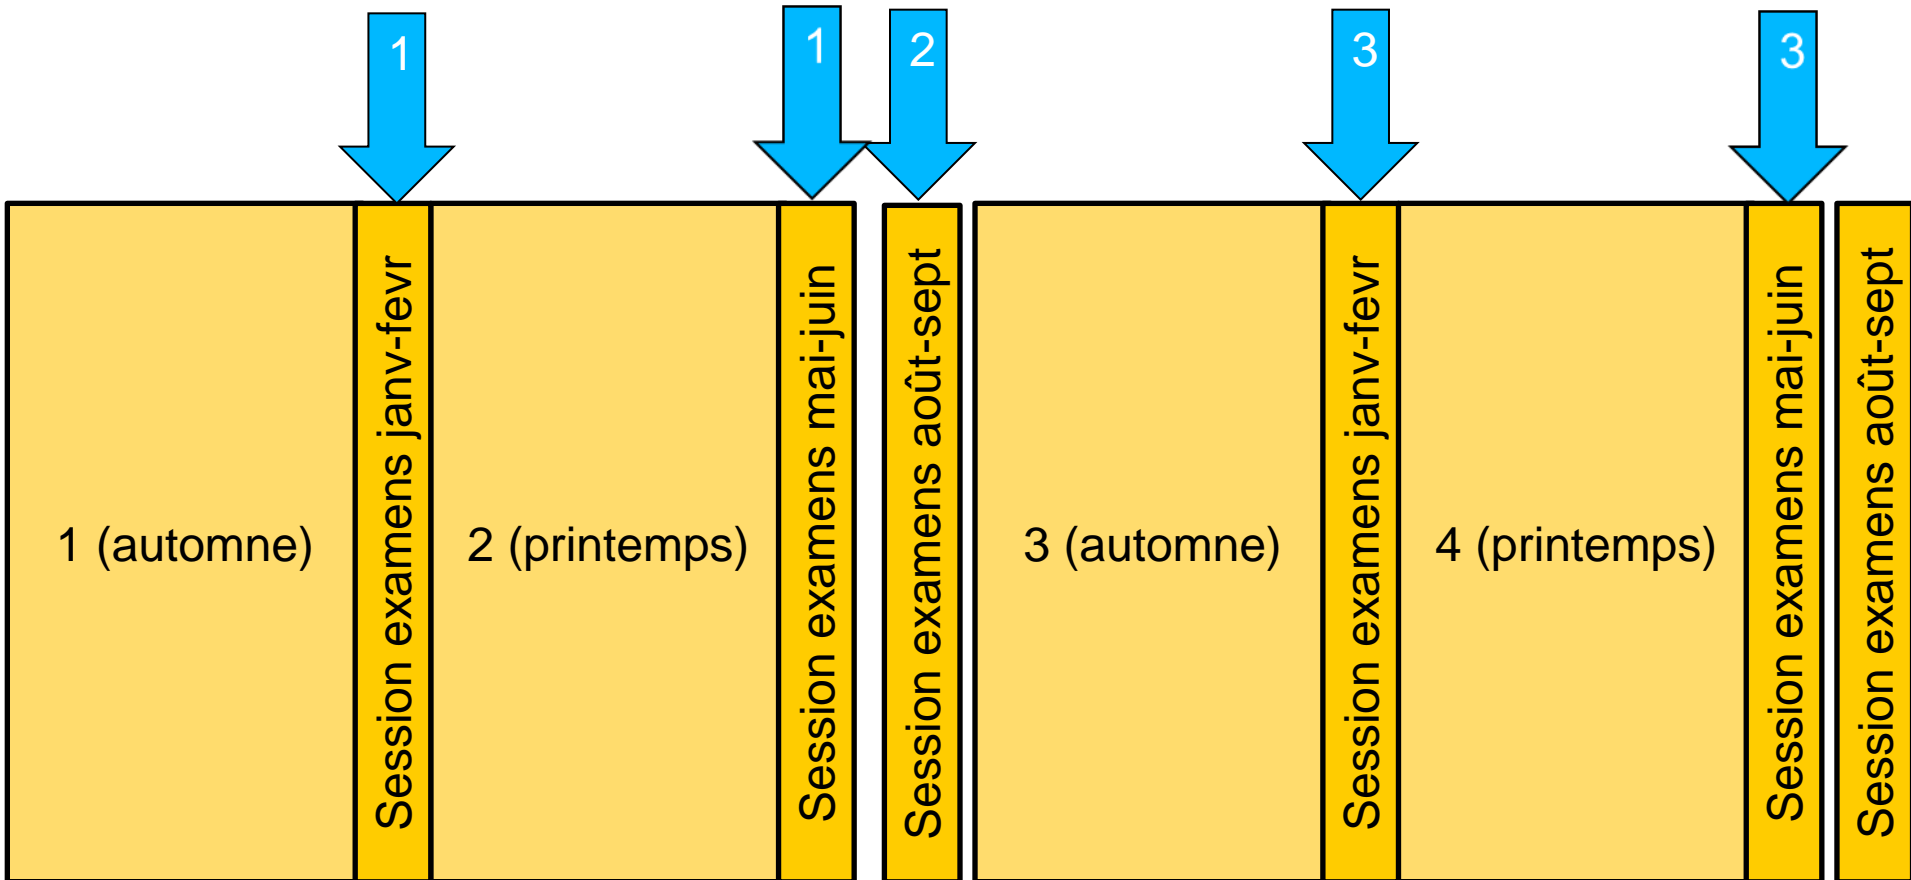 1
1
2
3
3
1 (automne)
Session examens janv-fevr
2 (printemps)
Session examens mai-juin
Session examens août-sept
3 (automne)
Session examens janv-fevr
4 (printemps)
Session examens mai-juin
Session examens août-sept